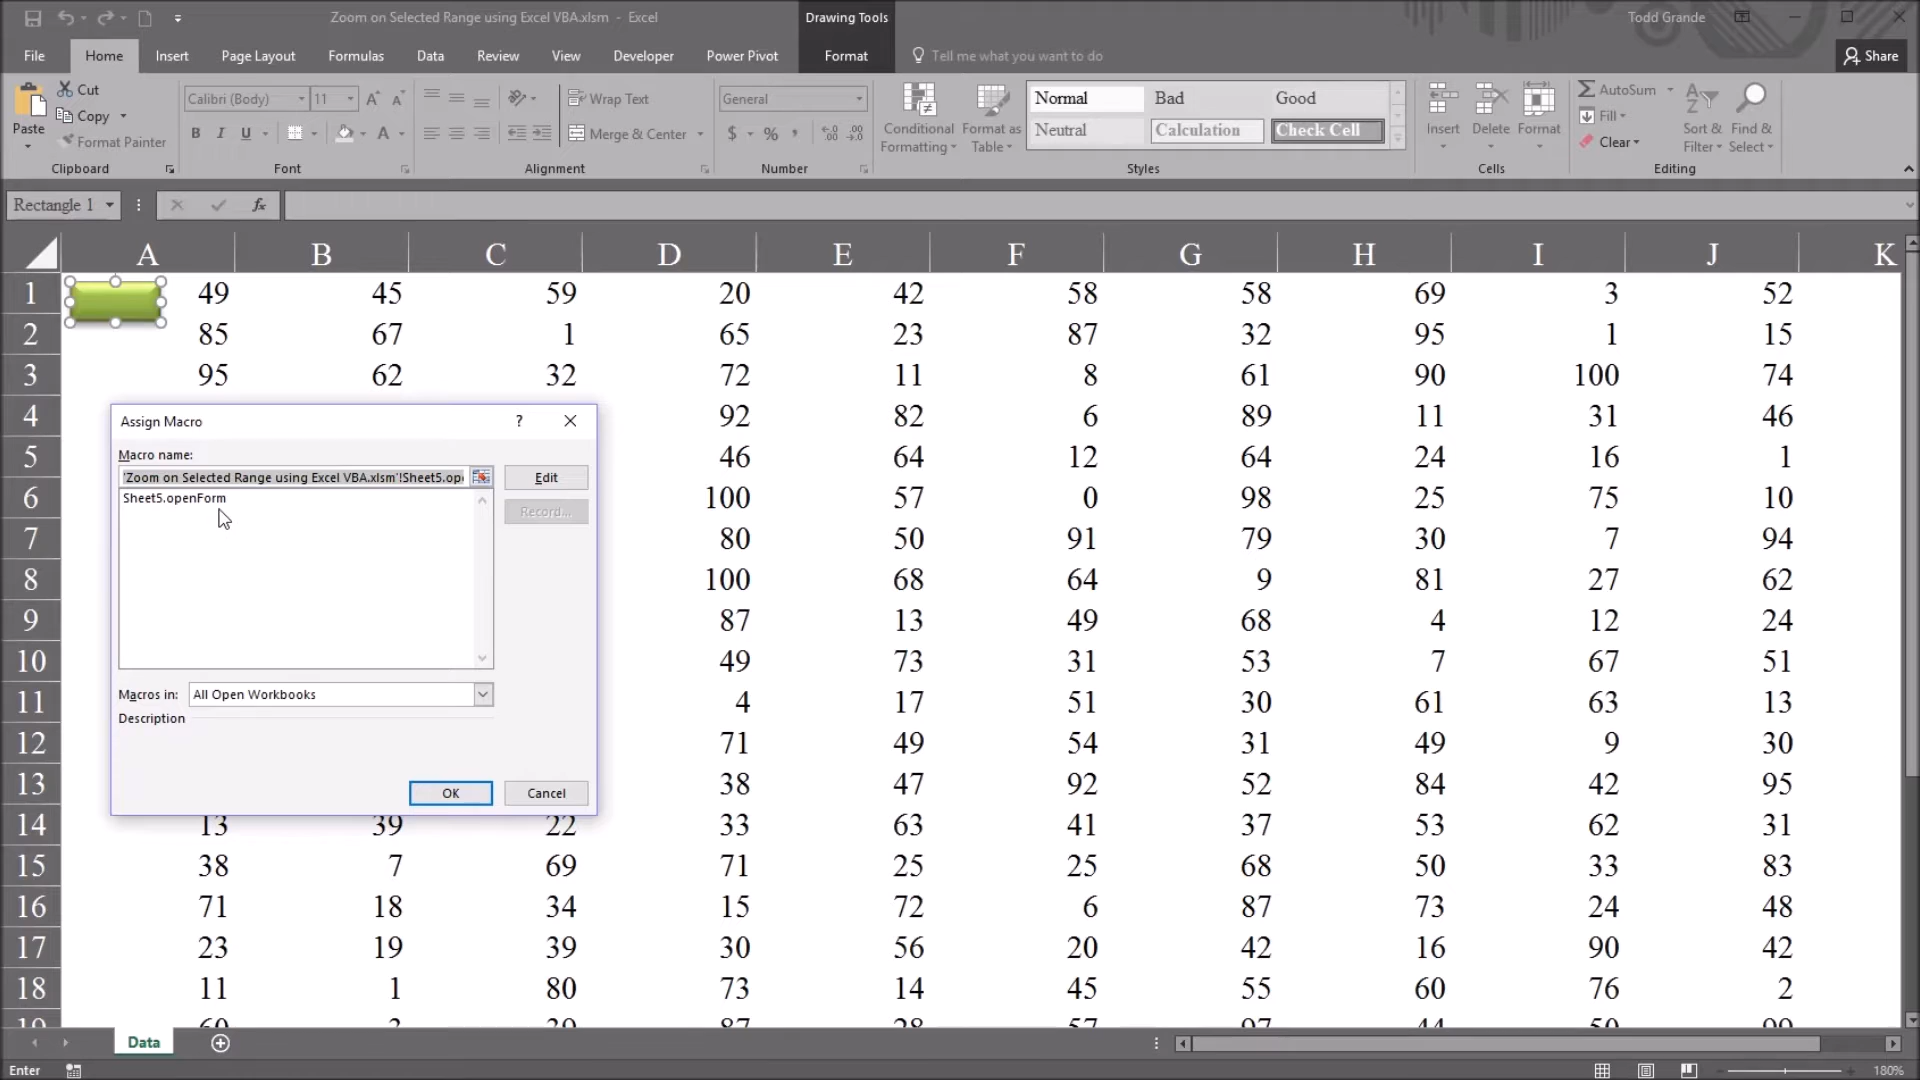 Zoom on Selected Range using Excel VBA.xlsm - Excel
Drawing Tools
Todd Grande
File Home Insert Page Layout Formulas Data Review View Developer Power Pivot Format Tell me what you want to do Share
Paste
Cut
Copy
Format Painter
Clipboard
Calibri (Body) 11
B I U
Font
Wrap Text
Merge & Center
Alignment
General
$ % ,
Number
Conditional Formatting
Format as Table
Normal Bad Good
Neutral Calculation Check Cell
Styles
Insert Delete Format
Cells
AutoSum
Fill
Clear
Sort & Filter
Find & Select
Editing
Rectangle 1 fx
A B C D E F G H I J K
1 49 45 59 20 42 58 58 69 3 52
2 85 67 1 65 23 87 32 95 1 15
3 95 62 32 72 11 8 61 90 100 74
4 92 82 6 89 11 31 46
5 46 64 12 64 24 16 1
6 100 57 0 98 25 75 10
7 80 50 91 79 30 7 94
8 100 68 64 9 81 27 62
9 87 13 49 68 4 12 24
10 49 73 31 53 7 67 51
11 4 17 51 30 61 63 13
12 71 49 54 31 49 9 30
13 38 47 92 52 84 42 95
14 13 39 22 33 63 41 37 53 62 31
15 38 7 69 71 25 25 68 50 33 83
16 71 18 34 15 72 6 87 73 24 48
17 23 19 39 30 56 20 42 16 90 42
18 11 1 80 73 14 45 55 60 76 2
Assign Macro ?
Macro name:
'Zoom on Selected Range using Excel VBA.xlsm'!Sheet5.op
Edit
Sheet5.openForm
Record...
Macros in: All Open Workbooks
Description
OK Cancel
Data
Enter
180%